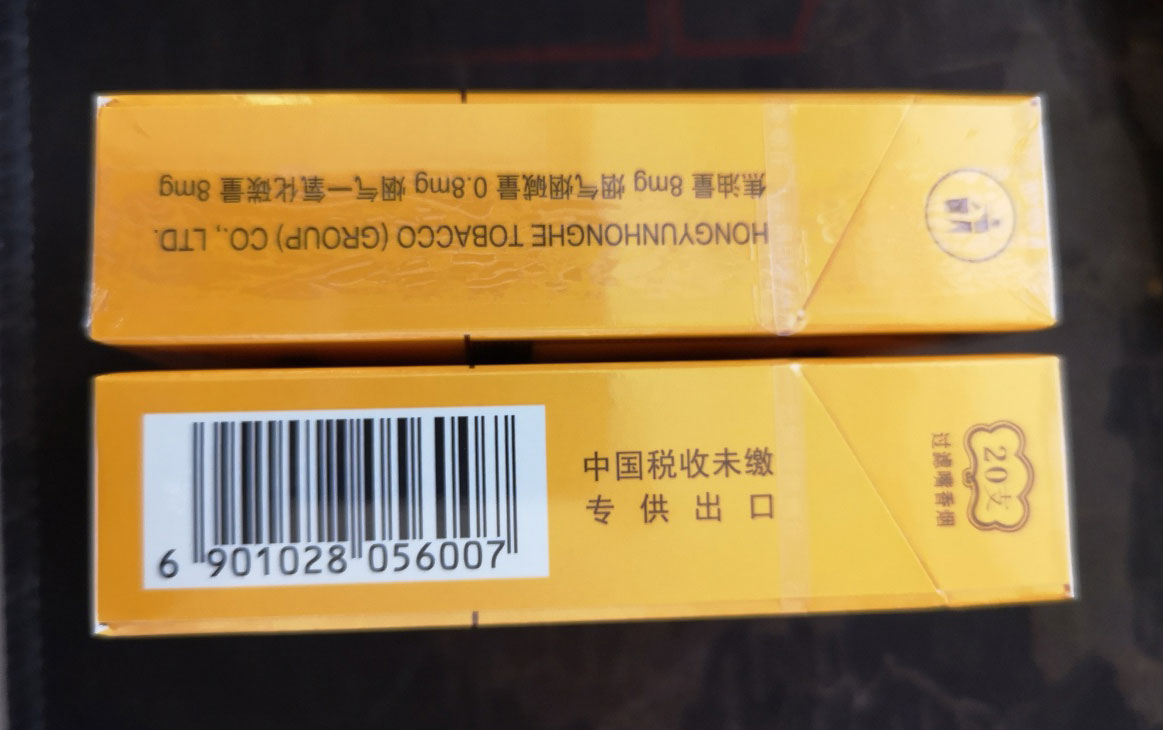 焦油量 8mg 烟气烟碱量 0.8mg 烟气一氧化碳量 8mg
HONGYUNHONGHE TOBACCO (GROUP) CO., LTD.
6 901028 056007
中国税收未缴
专供出口
20支
过滤嘴香烟